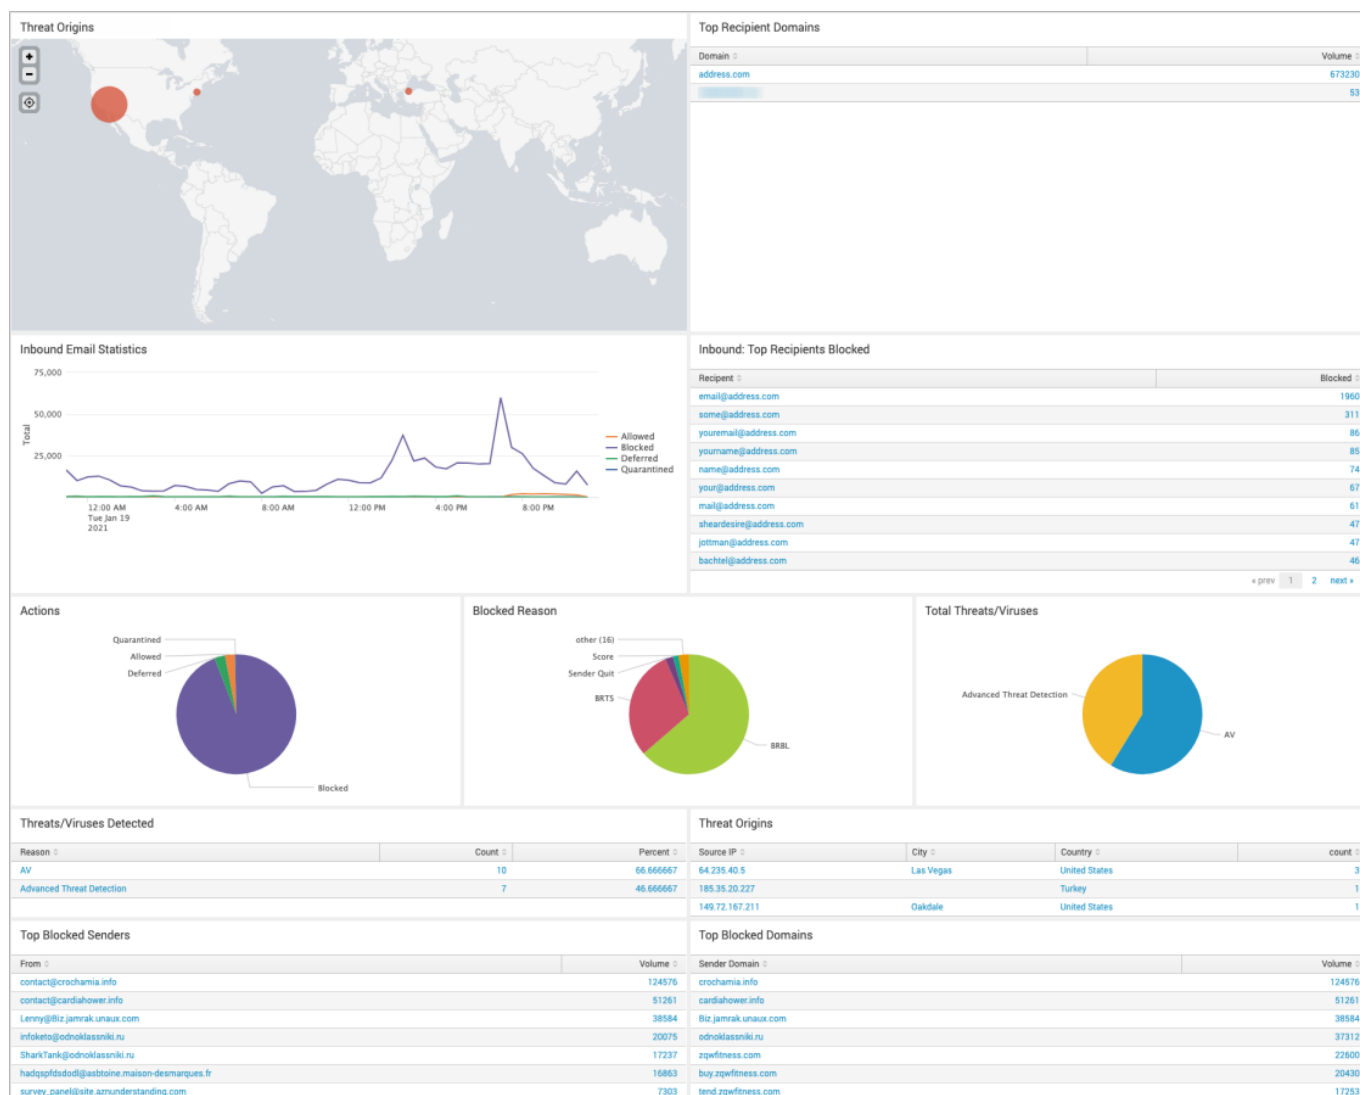 Threat Origins
Top Recipient Domains
Domain Volume
address.com 673230
53
Inbound Email Statistics
75,000
50,000
25,000
Total
Allowed
Blocked
Deferred
Quarantined
12:00 AM 4:00 AM 8:00 AM 12:00 PM 4:00 PM 8:00 PM
Tue Jan 19
2021
Inbound: Top Recipients Blocked
Recipent Blocked
email@address.com 1960
some@address.com 311
youremail@address.com 86
yourname@address.com 85
name@address.com 74
your@address.com 67
mail@address.com 61
sheardesire@address.com 47
jottman@address.com 47
bachtel@address.com 46
« prev 1 2 next »
Actions
Quarantined
Allowed
Deferred
Blocked
Blocked Reason
other (16)
Score
Sender Quit
BRTS
BRBL
Total Threats/Viruses
Advanced Threat Detection
AV
Threats/Viruses Detected
Reason Count Percent
AV 10 66.666667
Advanced Threat Detection 7 46.666667
Threat Origins
Source IP City Country count
64.235.40.5 Las Vegas United States 3
185.35.20.227 Turkey 1
149.72.167.211 Oakdale United States 1
Top Blocked Senders
From Volume
contact@crochamia.info 124576
contact@cardiahower.info 51261
Lenny@Biz.jamrak.unaux.com 38584
infoketo@odnoklassniki.ru 20075
SharkTank@odnoklassniki.ru 17237
hadqspfdsdodl@asbtoine.maison-desmarques.fr 16863
survey_panel@site.aznunderstanding.com 7303
Top Blocked Domains
Sender Domain Volume
crochamia.info 124576
cardiahower.info 51261
Biz.jamrak.unaux.com 38584
odnoklassniki.ru 37312
zqwfitness.com 22600
buy.zqwfitness.com 20430
tend.zqwfitness.com 17253